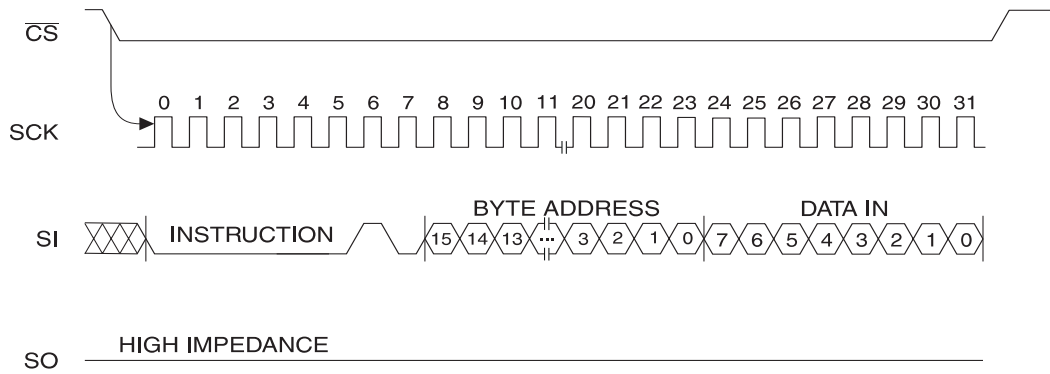 CS
0 1 2 3 4 5 6 7 8 9 10 11 20 21 22 23 24 25 26 27 28 29 30 31
SCK
BYTE ADDRESS DATA IN
SI INSTRUCTION 15 14 13 ... 3 2 1 0 7 6 5 4 3 2 1 0
HIGH IMPEDANCE
SO